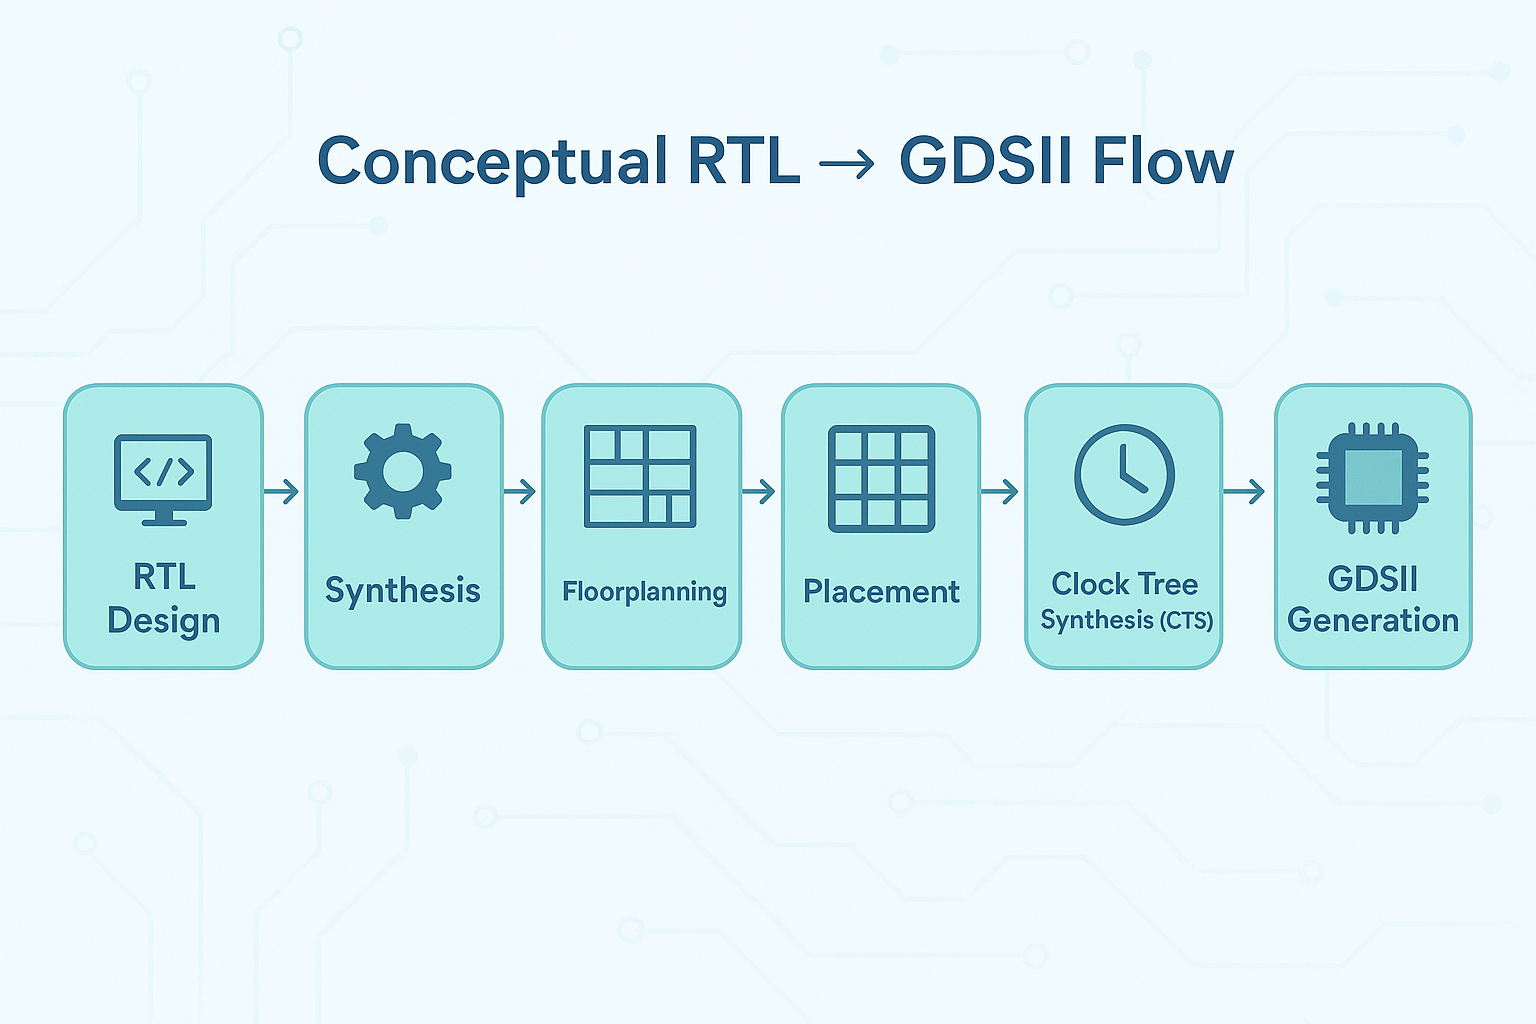 Conceptual RTL → GDSII Flow
</>
RTL
Design
Synthesis
Floorplanning
Placement
Clock Tree
Synthesis (CTS)
GDSII
Generation